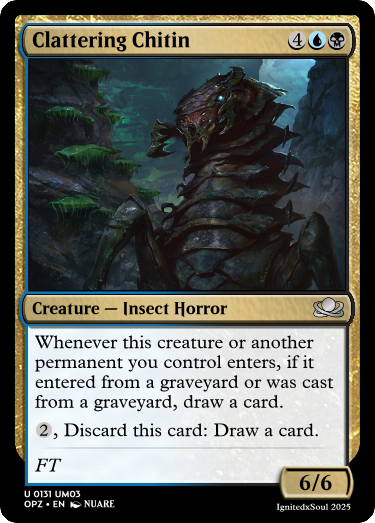 Clattering Chitin 4
Creature — Insect Horror
Whenever this creature or another
permanent you control enters, if it
entered from a graveyard or was cast
from a graveyard, draw a card.
2, Discard this card: Draw a card.
FT
6/6
U 0131 UM03
OPZ • EN NUARE
IgnitedxSoul 2025